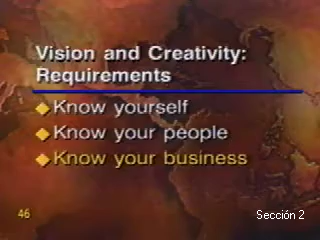 Vision and Creativity:
Requirements
Know yourself
Know your people
Know your business
46
Sección 2